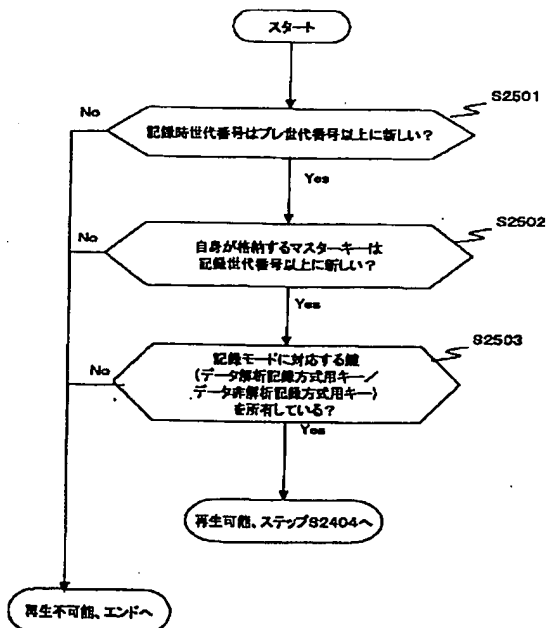 スタート
S2501
No
記録時世代番号はプレ世代番号以上に新しい？
Yes
S2502
No
自身が格納するマスターキーは
記録世代番号以上に新しい？
Yes
S2503
No
記録モードに対応する鍵
(データ解析記録方式用キー／
データ非解析記録方式用キー)
を所有している？
Yes
再生可能、ステップS2404へ
再生不可能、エンドへ